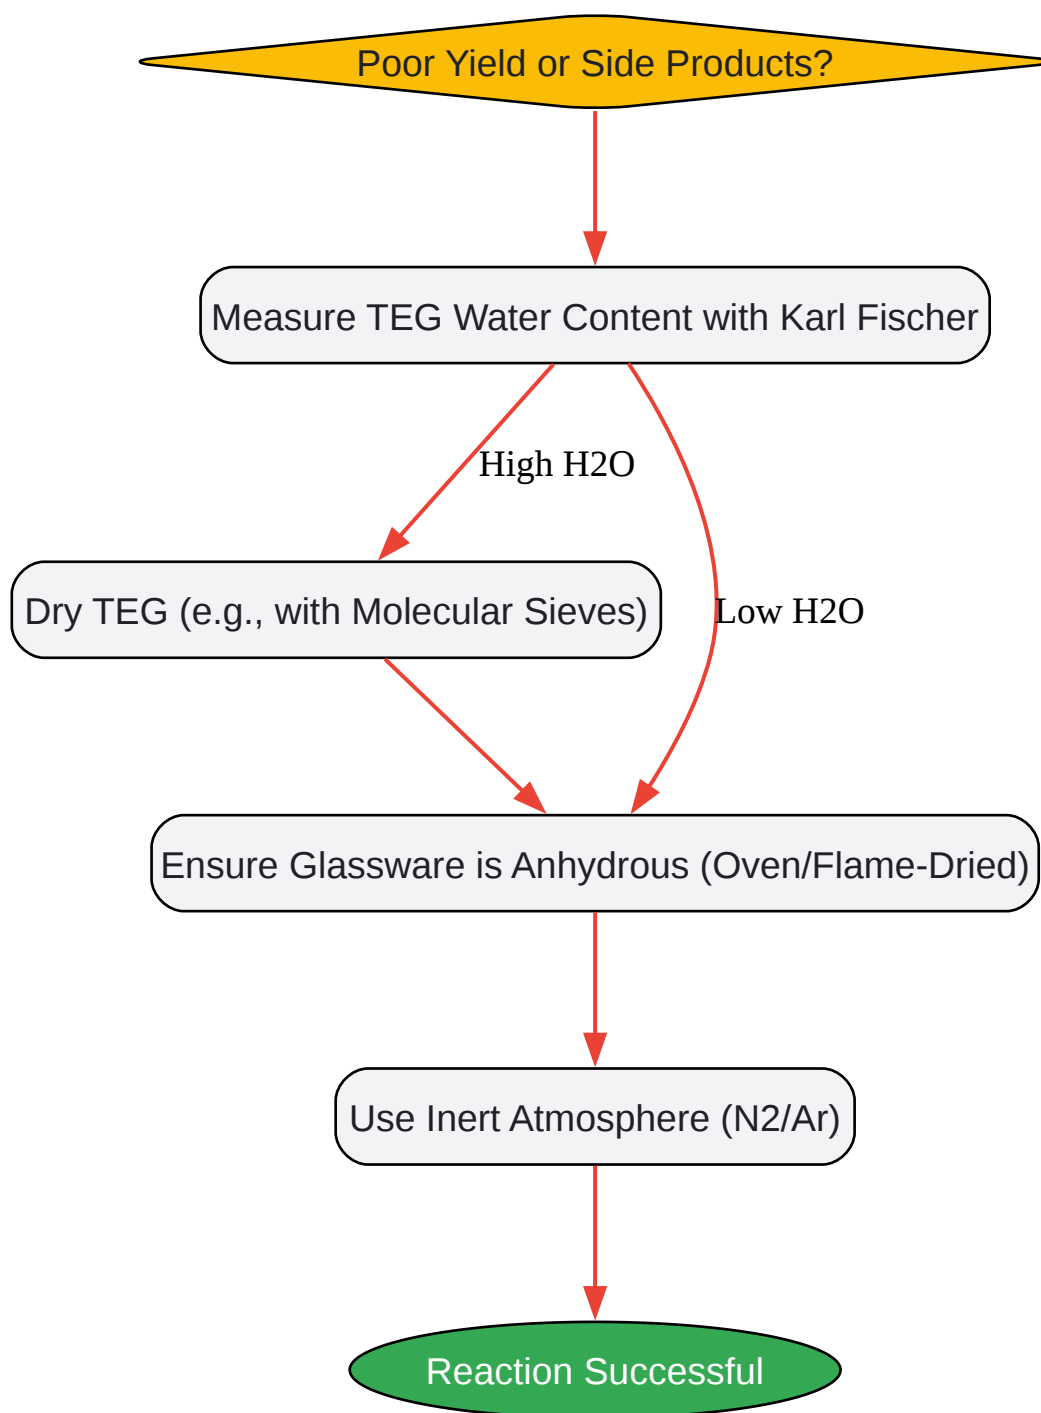 Poor Yield or Side Products?
Measure TEG Water Content with Karl Fischer
High H2O
Dry TEG (e.g., with Molecular Sieves)
Low H2O
Ensure Glassware is Anhydrous (Oven/Flame-Dried)
Use Inert Atmosphere (N2/Ar)
Reaction Successful